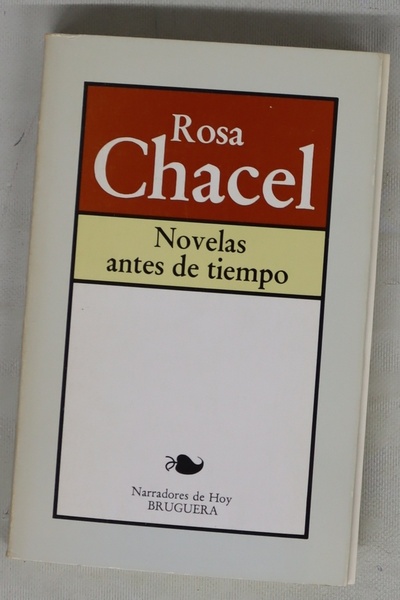 Rosa
Chacel
Novelas
antes de tiempo
Narradores de Hoy
BRUGUERA